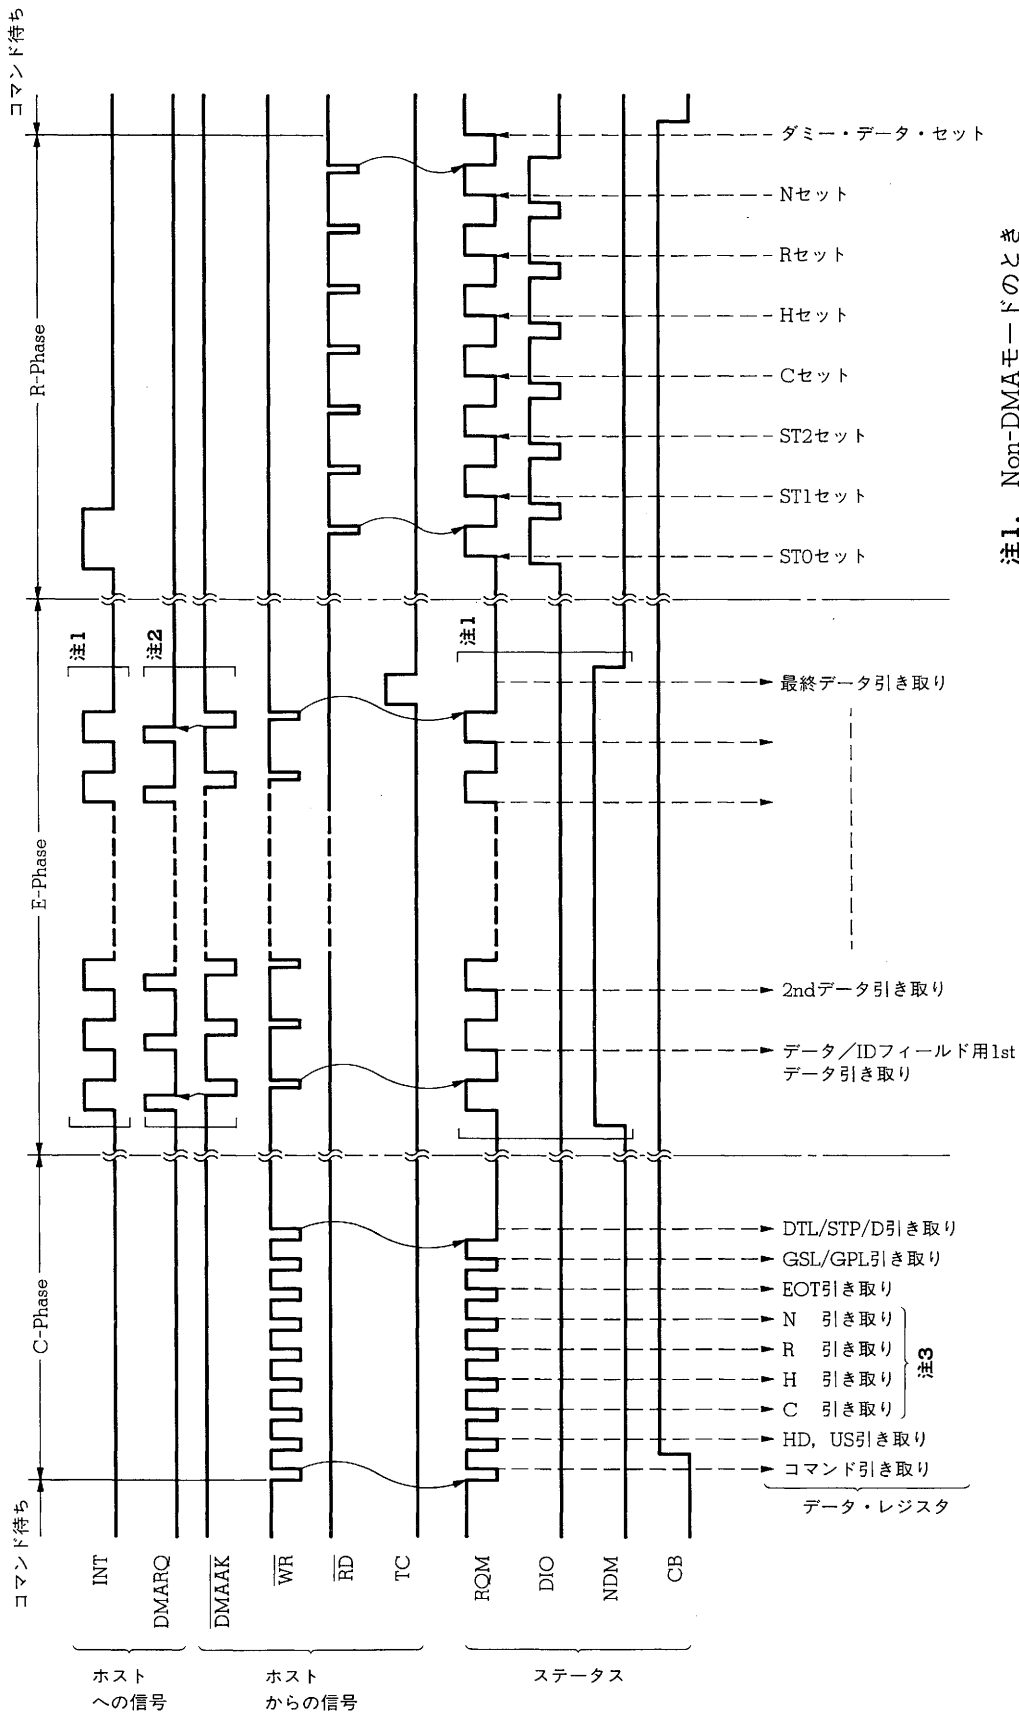 コマンド待ち
R-Phase
E-Phase
C-Phase
コマンド待ち
注1
注2
注1
INT
DMARQ
DMAAK
WR
RD
TC
RQM
DIO
NDM
CB
ホスト
への信号
ホスト
からの信号
ステータス
ダミー・データ・セット
Nセット
Rセット
Hセット
Cセット
ST2セット
ST1セット
ST0セット
最終データ引き取り
2ndデータ引き取り
データ/IDフィールド用1st
データ引き取り
DTL/STP/D引き取り
GSL/GPL引き取り
EOT引き取り
N 引き取り
R 引き取り
H 引き取り
C 引き取り
注3
HD, US引き取り
コマンド引き取り
データ・レジスタ
注1. Non-DMAモードのとき